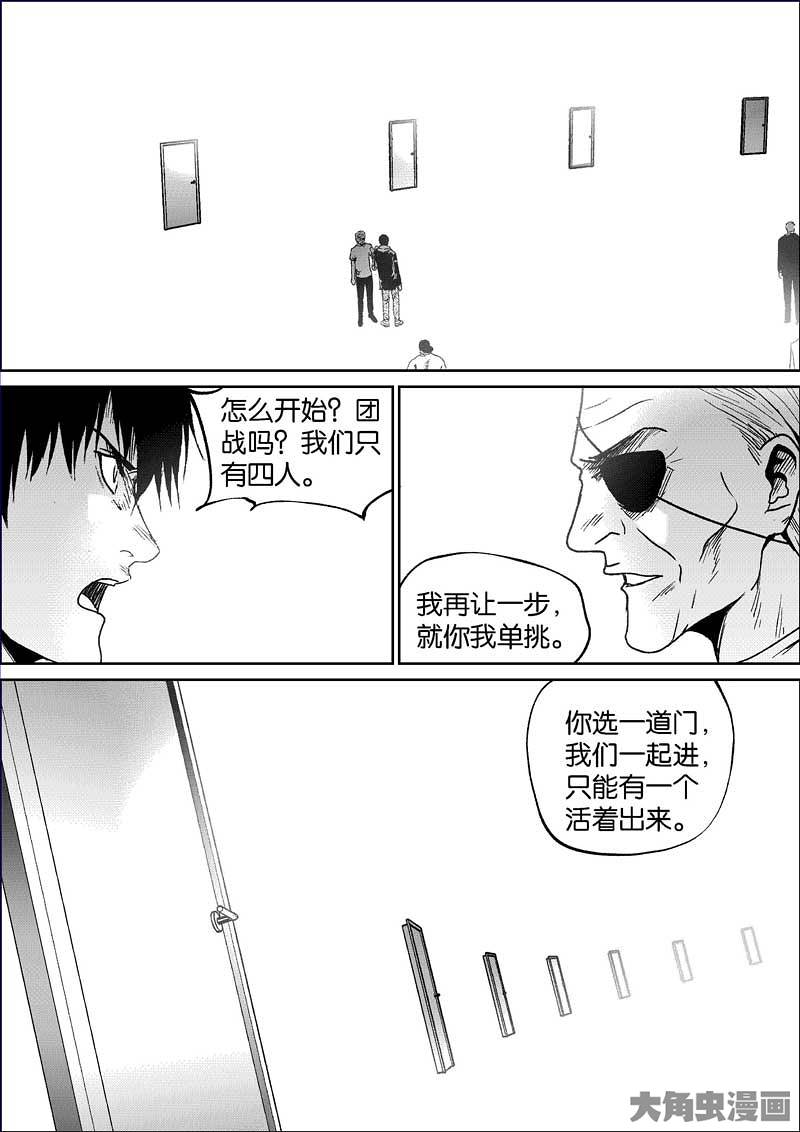 怎么开始？团
战吗？我们只
有四人。
我再让一步，
就你我单挑。
你选一道门，
我们一起进，
只能有一个
活着出来。
大角虫漫画